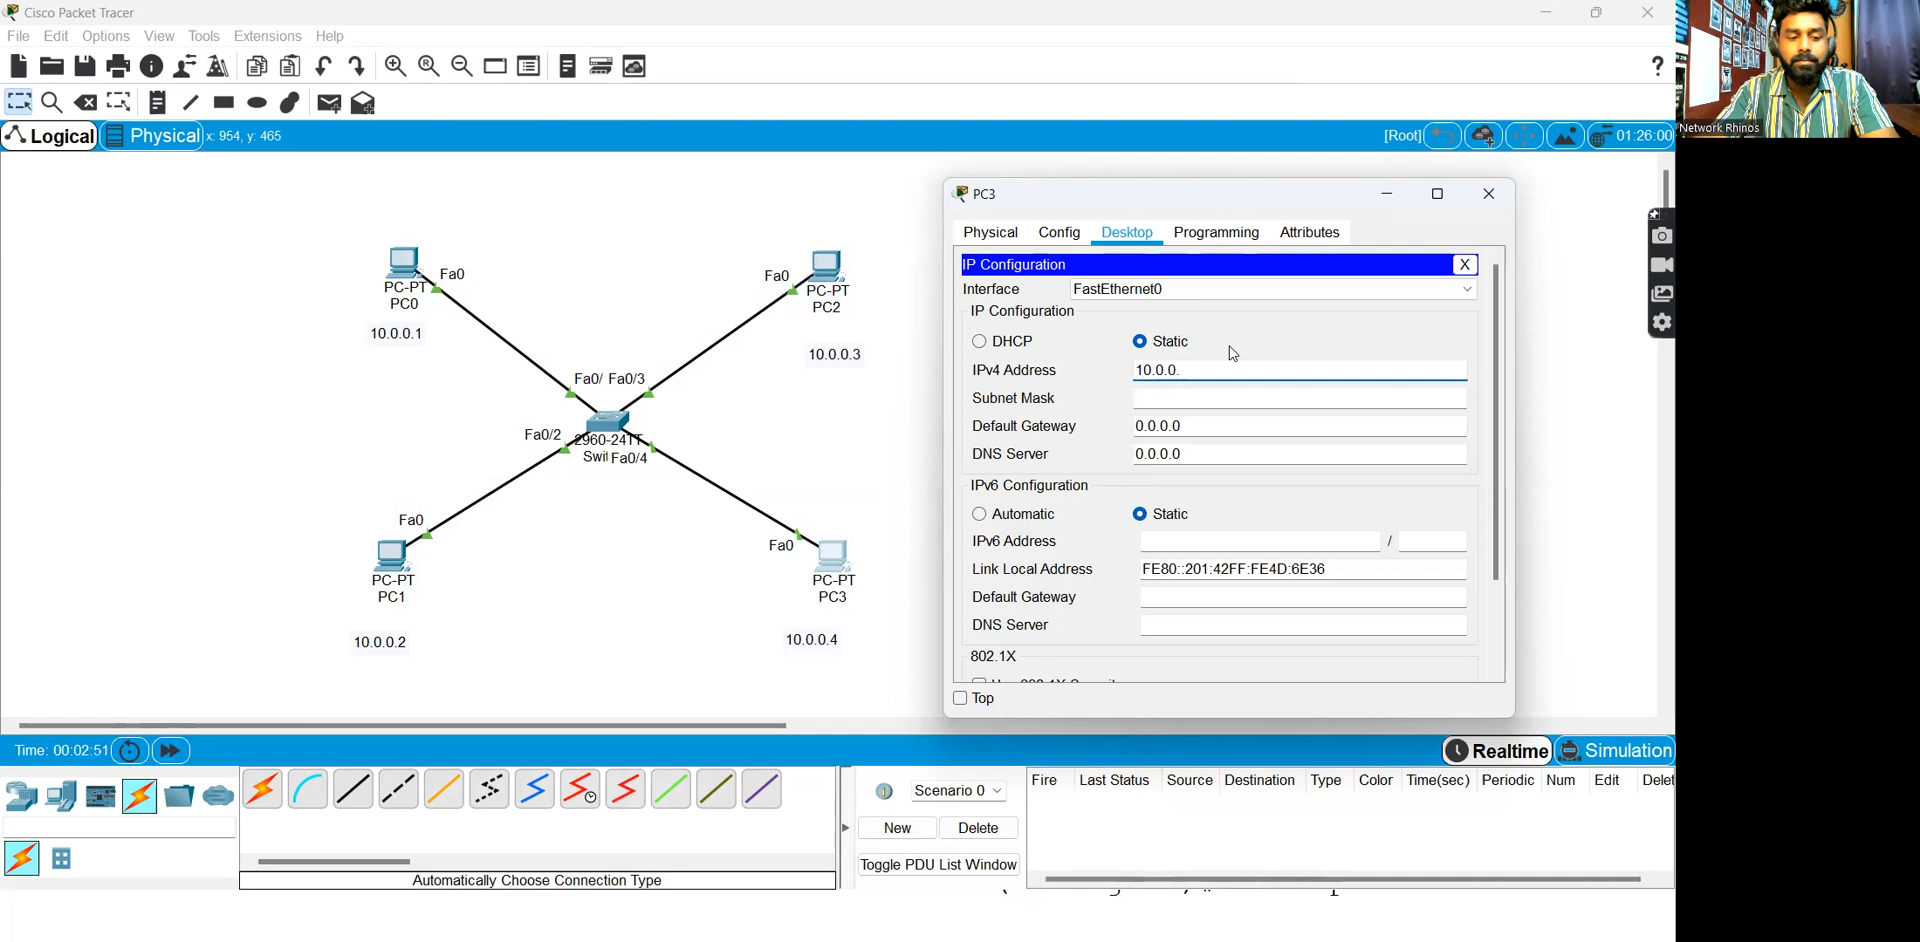 Cisco Packet Tracer
File Edit Options View Tools Extensions Help
?
Logical Physical x: 954, y: 465 [Root] 01:26:00
Network Rhinos
PC3
Physical Config Desktop Programming Attributes
IP Configuration X
Interface FastEthernet0
IP Configuration
DHCP Static
IPv4 Address 10.0.0.
Subnet Mask
Default Gateway 0.0.0.0
DNS Server 0.0.0.0
IPv6 Configuration
Automatic Static
IPv6 Address /
Link Local Address FE80::201:42FF:FE4D:6E36
Default Gateway
DNS Server
802.1X
Top
Fa0
PC-PT
PC0
10.0.0.1
Fa0
PC-PT
PC2
10.0.0.3
Fa0/ Fa0/3
Fa0/2
2960-24TT
Swit Fa0/4
Fa0
PC-PT
PC1
10.0.0.2
Fa0
PC-PT
PC3
10.0.0.4
Time: 00:02:51 Realtime Simulation
Scenario 0
New Delete
Toggle PDU List Window
Fire Last Status Source Destination Type Color Time(sec) Periodic Num Edit Delet
Automatically Choose Connection Type